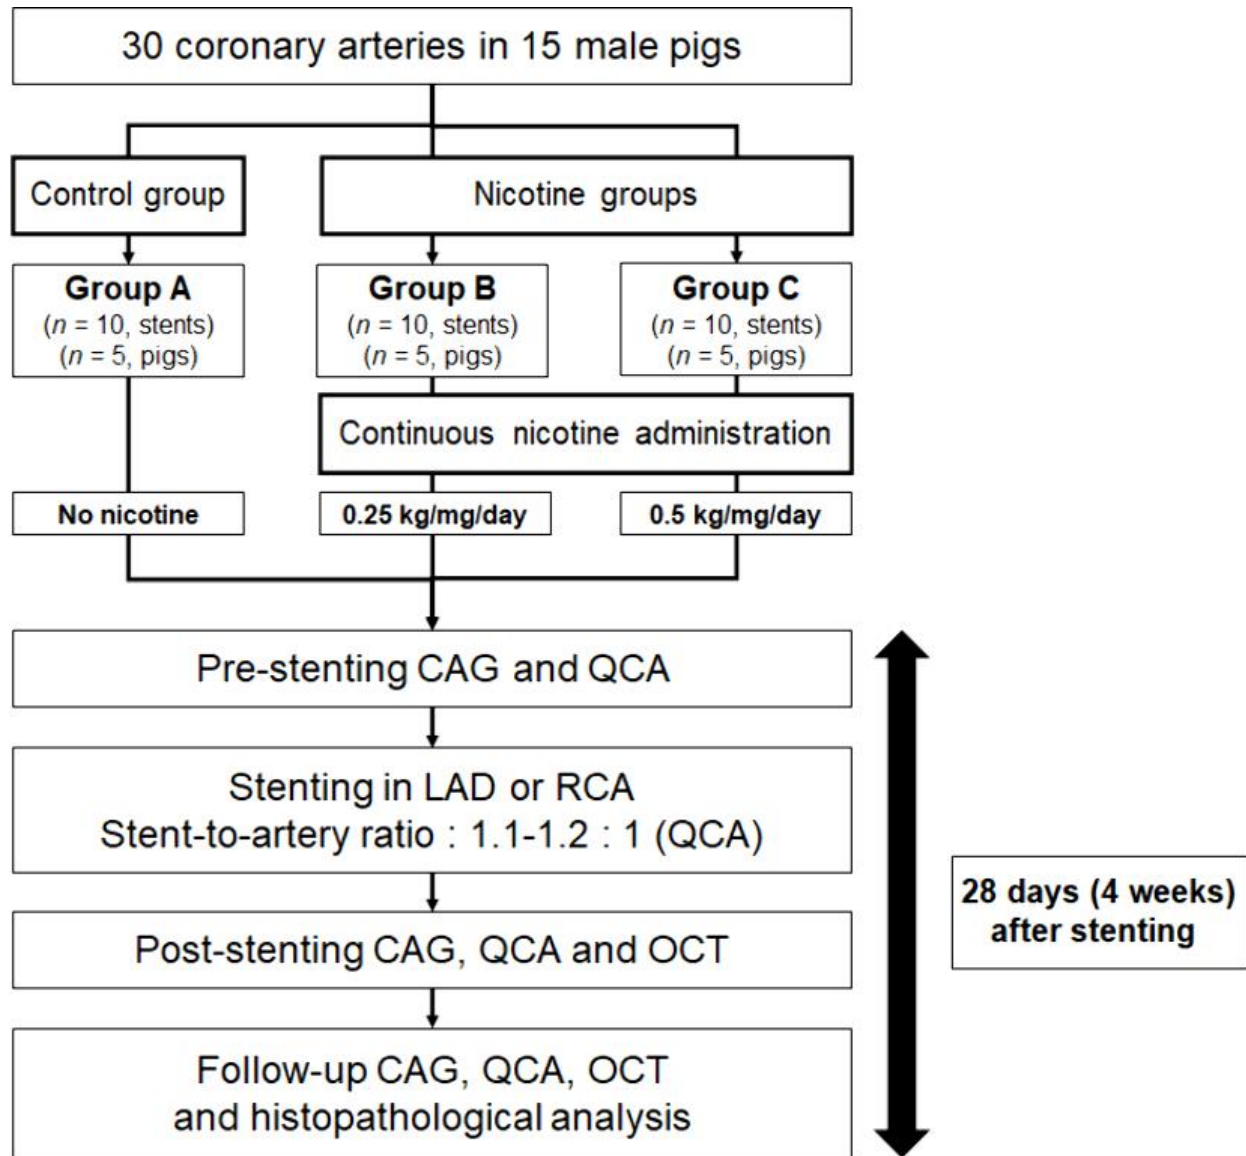 30 coronary arteries in 15 male pigs
Control group
Nicotine groups
Group A
(n = 10, stents)
(n = 5, pigs)
Group B
(n = 10, stents)
(n = 5, pigs)
Group C
(n = 10, stents)
(n = 5, pigs)
Continuous nicotine administration
No nicotine
0.25 kg/mg/day
0.5 kg/mg/day
Pre-stenting CAG and QCA
Stenting in LAD or RCA
Stent-to-artery ratio : 1.1-1.2 : 1 (QCA)
Post-stenting CAG, QCA and OCT
Follow-up CAG, QCA, OCT
and histopathological analysis
28 days (4 weeks)
after stenting